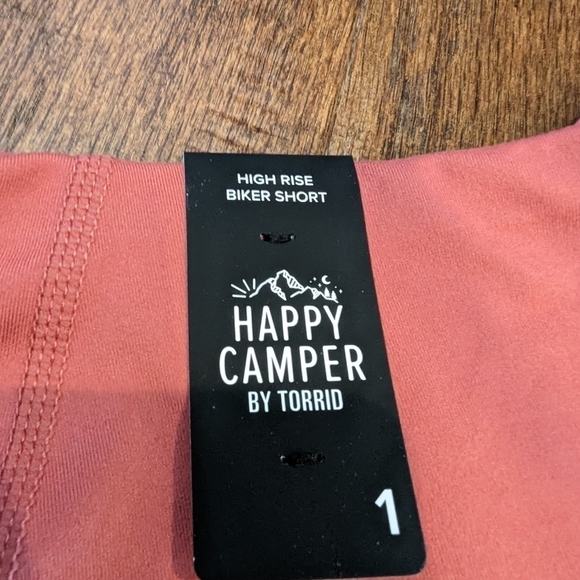 HIGH RISE
BIKER SHORT
HAPPY
CAMPER
BY TORRID
1